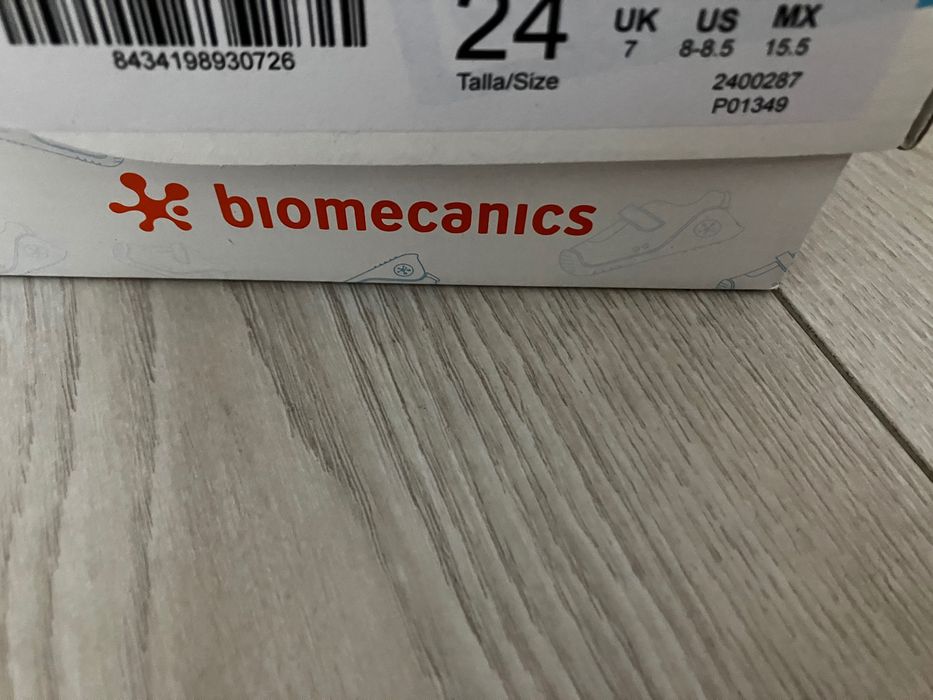 8434198930726
24
Talla/Size
UK US MX
7 8-8.5 15.5
2400287
P01349
biomecanics